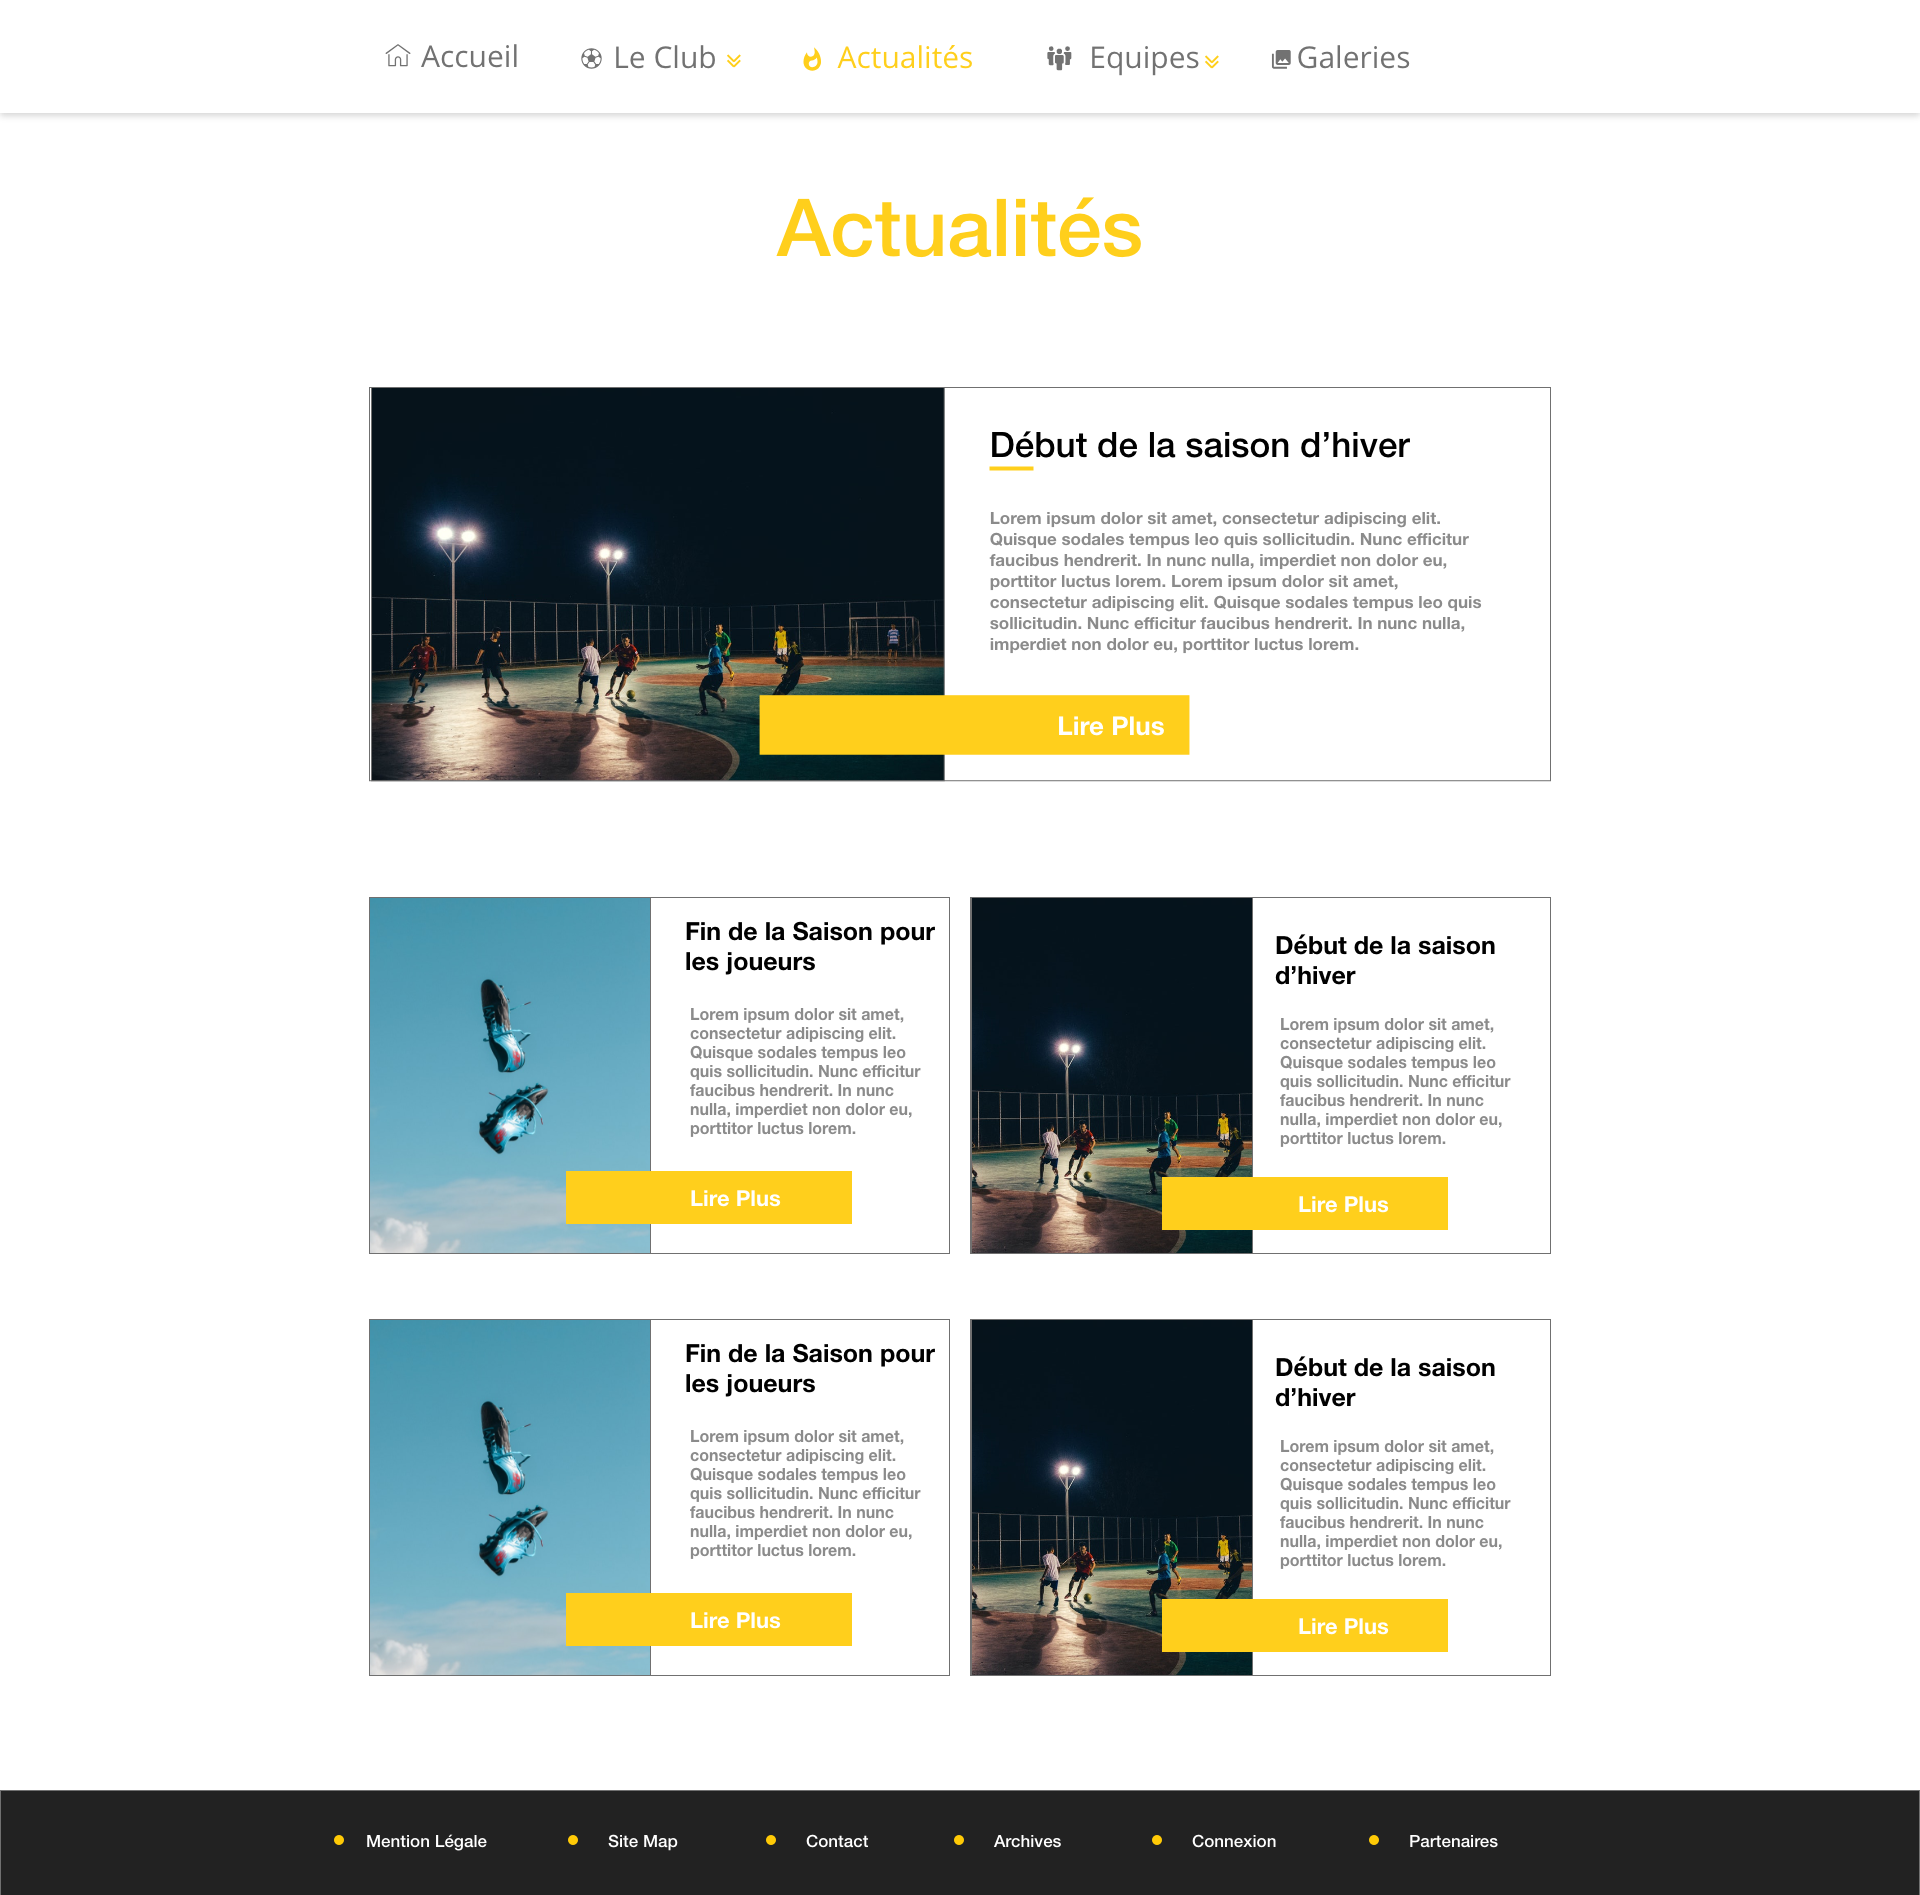 Accueil Le Club Actualités Equipes Galeries
Actualités
Début de la saison d’hiver
Lorem ipsum dolor sit amet, consectetur adipiscing elit.
Quisque sodales tempus leo quis sollicitudin. Nunc efficitur
faucibus hendrerit. In nunc nulla, imperdiet non dolor eu,
porttitor luctus lorem. Lorem ipsum dolor sit amet,
consectetur adipiscing elit. Quisque sodales tempus leo quis
sollicitudin. Nunc efficitur faucibus hendrerit. In nunc nulla,
imperdiet non dolor eu, porttitor luctus lorem.
Lire Plus
Fin de la Saison pour
les joueurs
Lorem ipsum dolor sit amet,
consectetur adipiscing elit.
Quisque sodales tempus leo
quis sollicitudin. Nunc efficitur
faucibus hendrerit. In nunc
nulla, imperdiet non dolor eu,
porttitor luctus lorem.
Lire Plus
Début de la saison
d’hiver
Lorem ipsum dolor sit amet,
consectetur adipiscing elit.
Quisque sodales tempus leo
quis sollicitudin. Nunc efficitur
faucibus hendrerit. In nunc
nulla, imperdiet non dolor eu,
porttitor luctus lorem.
Lire Plus
Fin de la Saison pour
les joueurs
Lorem ipsum dolor sit amet,
consectetur adipiscing elit.
Quisque sodales tempus leo
quis sollicitudin. Nunc efficitur
faucibus hendrerit. In nunc
nulla, imperdiet non dolor eu,
porttitor luctus lorem.
Lire Plus
Début de la saison
d’hiver
Lorem ipsum dolor sit amet,
consectetur adipiscing elit.
Quisque sodales tempus leo
quis sollicitudin. Nunc efficitur
faucibus hendrerit. In nunc
nulla, imperdiet non dolor eu,
porttitor luctus lorem.
Lire Plus
Mention Légale Site Map Contact Archives Connexion Partenaires